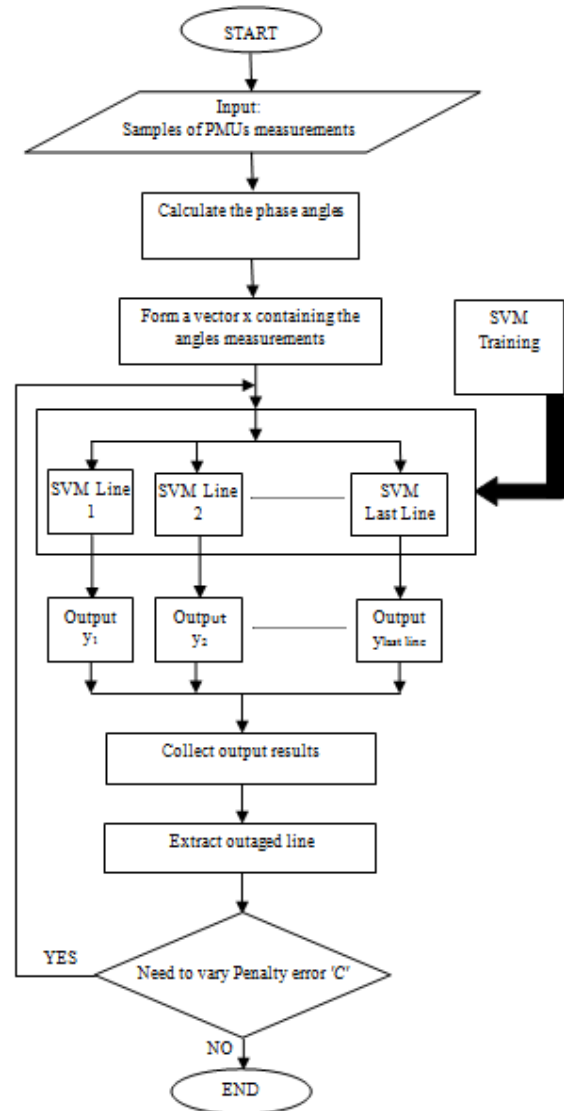 START
Input:
Samples of PMUs measurements
Calculate the phase angles
Form a vector x containing the
angles measurements
SVM
Training
SVM Line
1
SVM Line
2
SVM
Last Line
Output
y₁
Output
y₂
Output
ylast line
Collect output results
Extract outaged line
Need to vary Penalty error 'C'
YES
NO
END